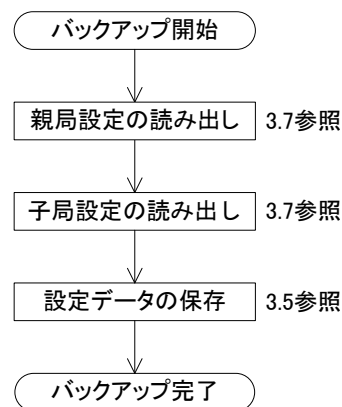 バックアップ開始
親局設定の読み出し 3.7参照
子局設定の読み出し 3.7参照
設定データの保存 3.5参照
バックアップ完了